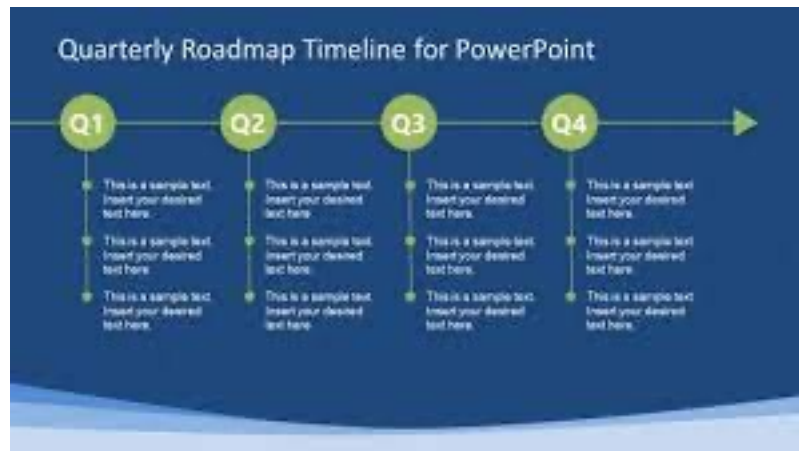 Quarterly Roadmap Timeline for PowerPoint
Q1
Q2
Q3
Q4
This is a sample text.
Insert your desired
text here.
This is a sample text.
Insert your desired
text here.
This is a sample text.
Insert your desired
text here.
This is a sample text.
Insert your desired
text here.
This is a sample text.
Insert your desired
text here.
This is a sample text.
Insert your desired
text here.
This is a sample text.
Insert your desired
text here.
This is a sample text.
Insert your desired
text here.
This is a sample text.
Insert your desired
text here.
This is a sample text.
Insert your desired
text here.
This is a sample text.
Insert your desired
text here.
This is a sample text.
Insert your desired
text here.